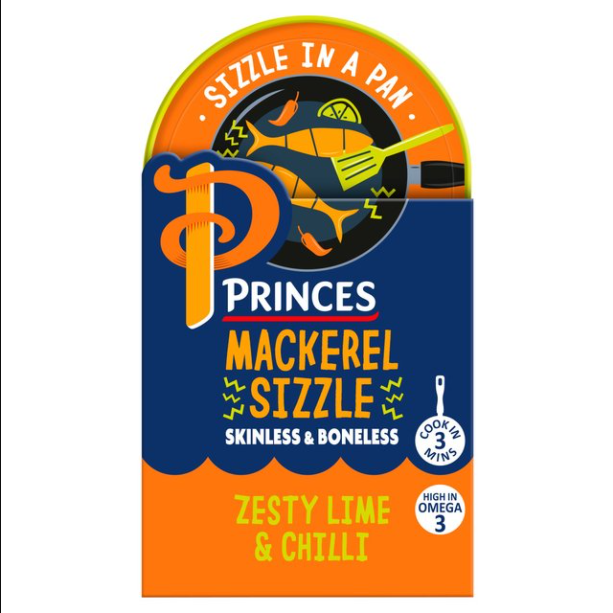 · SIZZLE IN A PAN ·
P
PRINCES
MACKEREL
SIZZLE
SKINLESS & BONELESS
COOK IN
3
MINS
HIGH IN
OMEGA
3
ZESTY LIME
& CHILLI